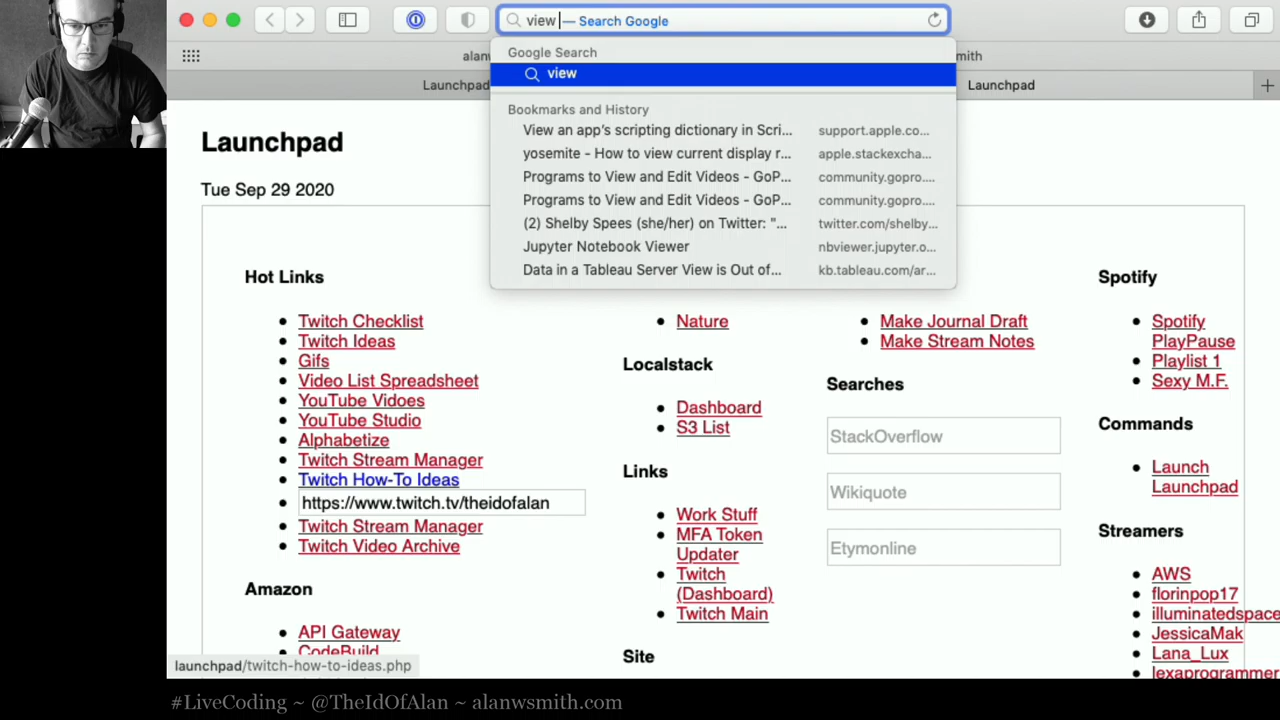 view — Search Google
Google Search
view
Bookmarks and History
View an app's scripting dictionary in Scri... support.apple.co...
yosemite - How to view current display r... apple.stackexcha...
Programs to View and Edit Videos - GoP... community.gopro....
Programs to View and Edit Videos - GoP... community.gopro....
(2) Shelby Spees (she/her) on Twitter: "... twitter.com/shelby...
Jupyter Notebook Viewer nbviewer.jupyter.o...
Data in a Tableau Server View is Out of... kb.tableau.com/ar...
alanw
smith
Launchpad
Launchpad
Launchpad
Tue Sep 29 2020
Hot Links
Twitch Checklist
Twitch Ideas
Gifs
Video List Spreadsheet
YouTube Vidoes
YouTube Studio
Alphabetize
Twitch Stream Manager
Twitch How-To Ideas
https://www.twitch.tv/theidofalan
Twitch Stream Manager
Twitch Video Archive
Amazon
API Gateway
CodeBuild
Nature
Localstack
Dashboard
S3 List
Links
Work Stuff
MFA Token
Updater
Twitch
(Dashboard)
Twitch Main
Site
Make Journal Draft
Make Stream Notes
Searches
StackOverflow
Wikiquote
Etymonline
Spotify
Spotify
PlayPause
Playlist 1
Sexy M.F.
Commands
Launch
Launchpad
Streamers
AWS
florinpop17
illuminatedspace
JessicaMak
Lana_Lux
lexaprogrammer
launchpad/twitch-how-to-ideas.php
#LiveCoding ~ @TheIdOfAlan ~ alanwsmith.com